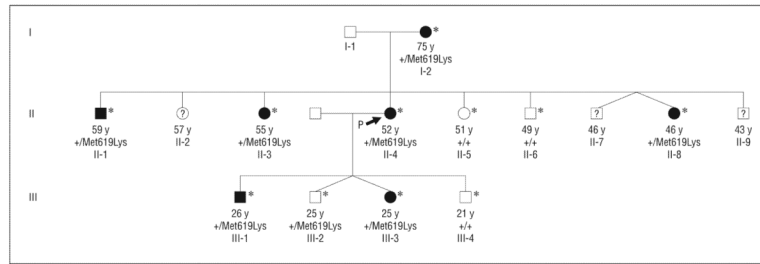 I
I-1
*
75 y
+/Met619Lys
I-2
II
*
59 y
+/Met619Lys
II-1
?
57 y
II-2
*
55 y
+/Met619Lys
II-3
P
*
52 y
+/Met619Lys
II-4
*
51 y
+/+
II-5
*
49 y
+/+
II-6
?
46 y
II-7
*
46 y
+/Met619Lys
II-8
?
43 y
II-9
III
*
26 y
+/Met619Lys
III-1
*
25 y
+/Met619Lys
III-2
*
25 y
+/Met619Lys
III-3
*
21 y
+/+
III-4